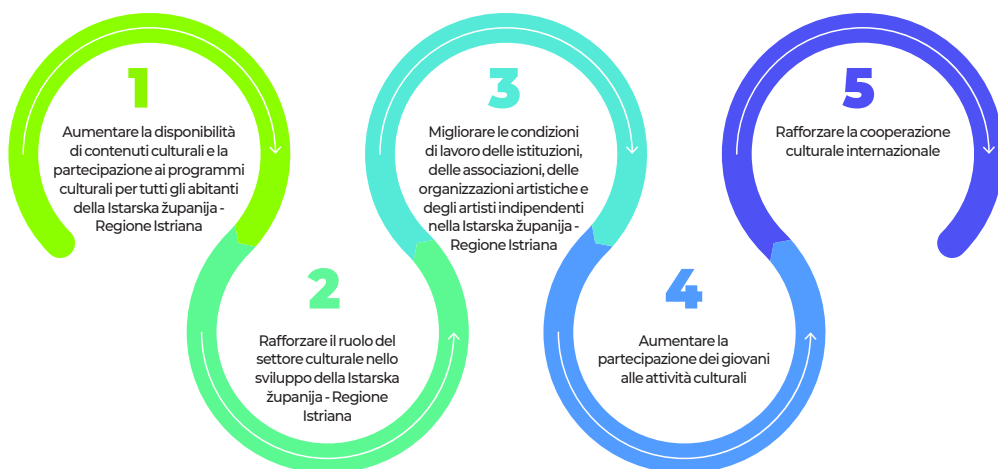 1
Aumentare la disponibilità
di contenuti culturali e la
partecipazione ai programmi
culturali per tutti gli abitanti
della Istarska županija -
Regione Istriana
2
Rafforzare il ruolo del
settore culturale nello
sviluppo della Istarska
županija - Regione
Istriana
3
Migliorare le condizioni
di lavoro delle istituzioni,
delle associazioni, delle
organizzazioni artistiche e
degli artisti indipendenti
nella Istarska županija -
Regione Istriana
4
Aumentare la
partecipazione dei giovani
alle attività culturali
5
Rafforzare la cooperazione
culturale internazionale